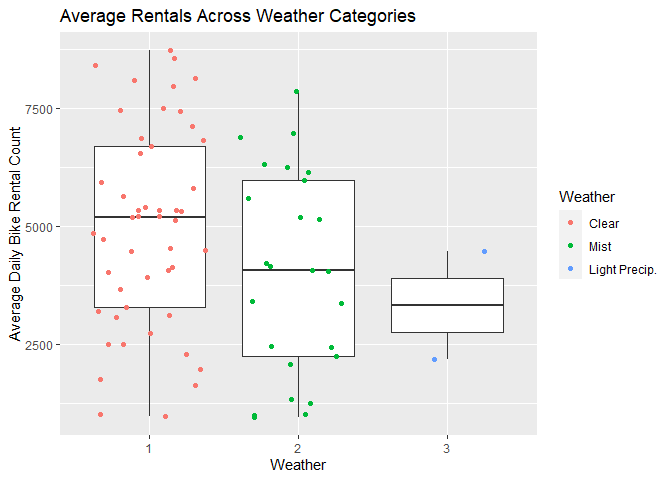 Average Rentals Across Weather Categories
Average Daily Bike Rental Count
7500
5000
2500
1
2
3
Weather
Weather
Clear
Mist
Light Precip.